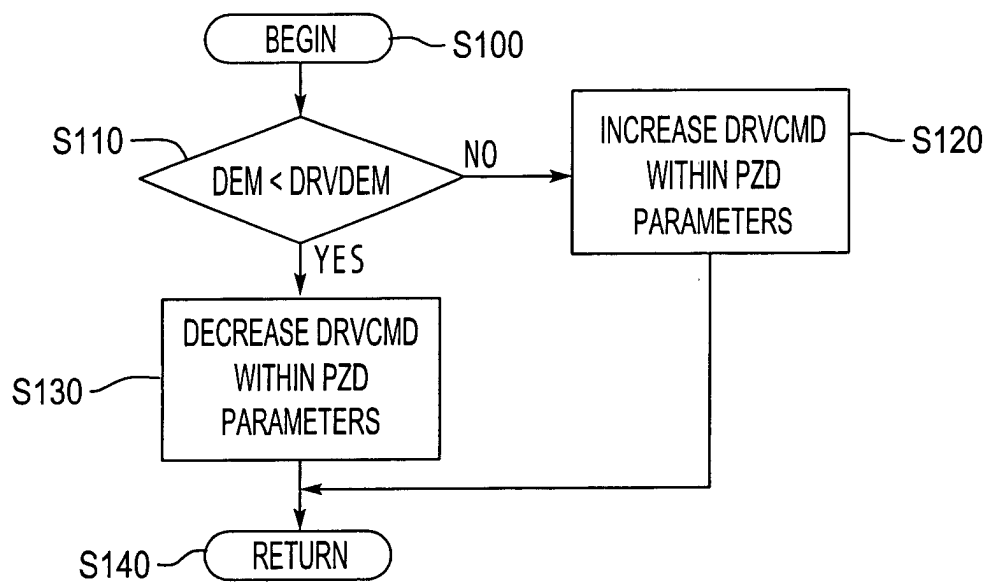 BEGIN
S100
S110
DEM < DRVDEM
NO
INCREASE DRVCMD
WITHIN PZD
PARAMETERS
S120
YES
DECREASE DRVCMD
WITHIN PZD
PARAMETERS
S130
RETURN
S140